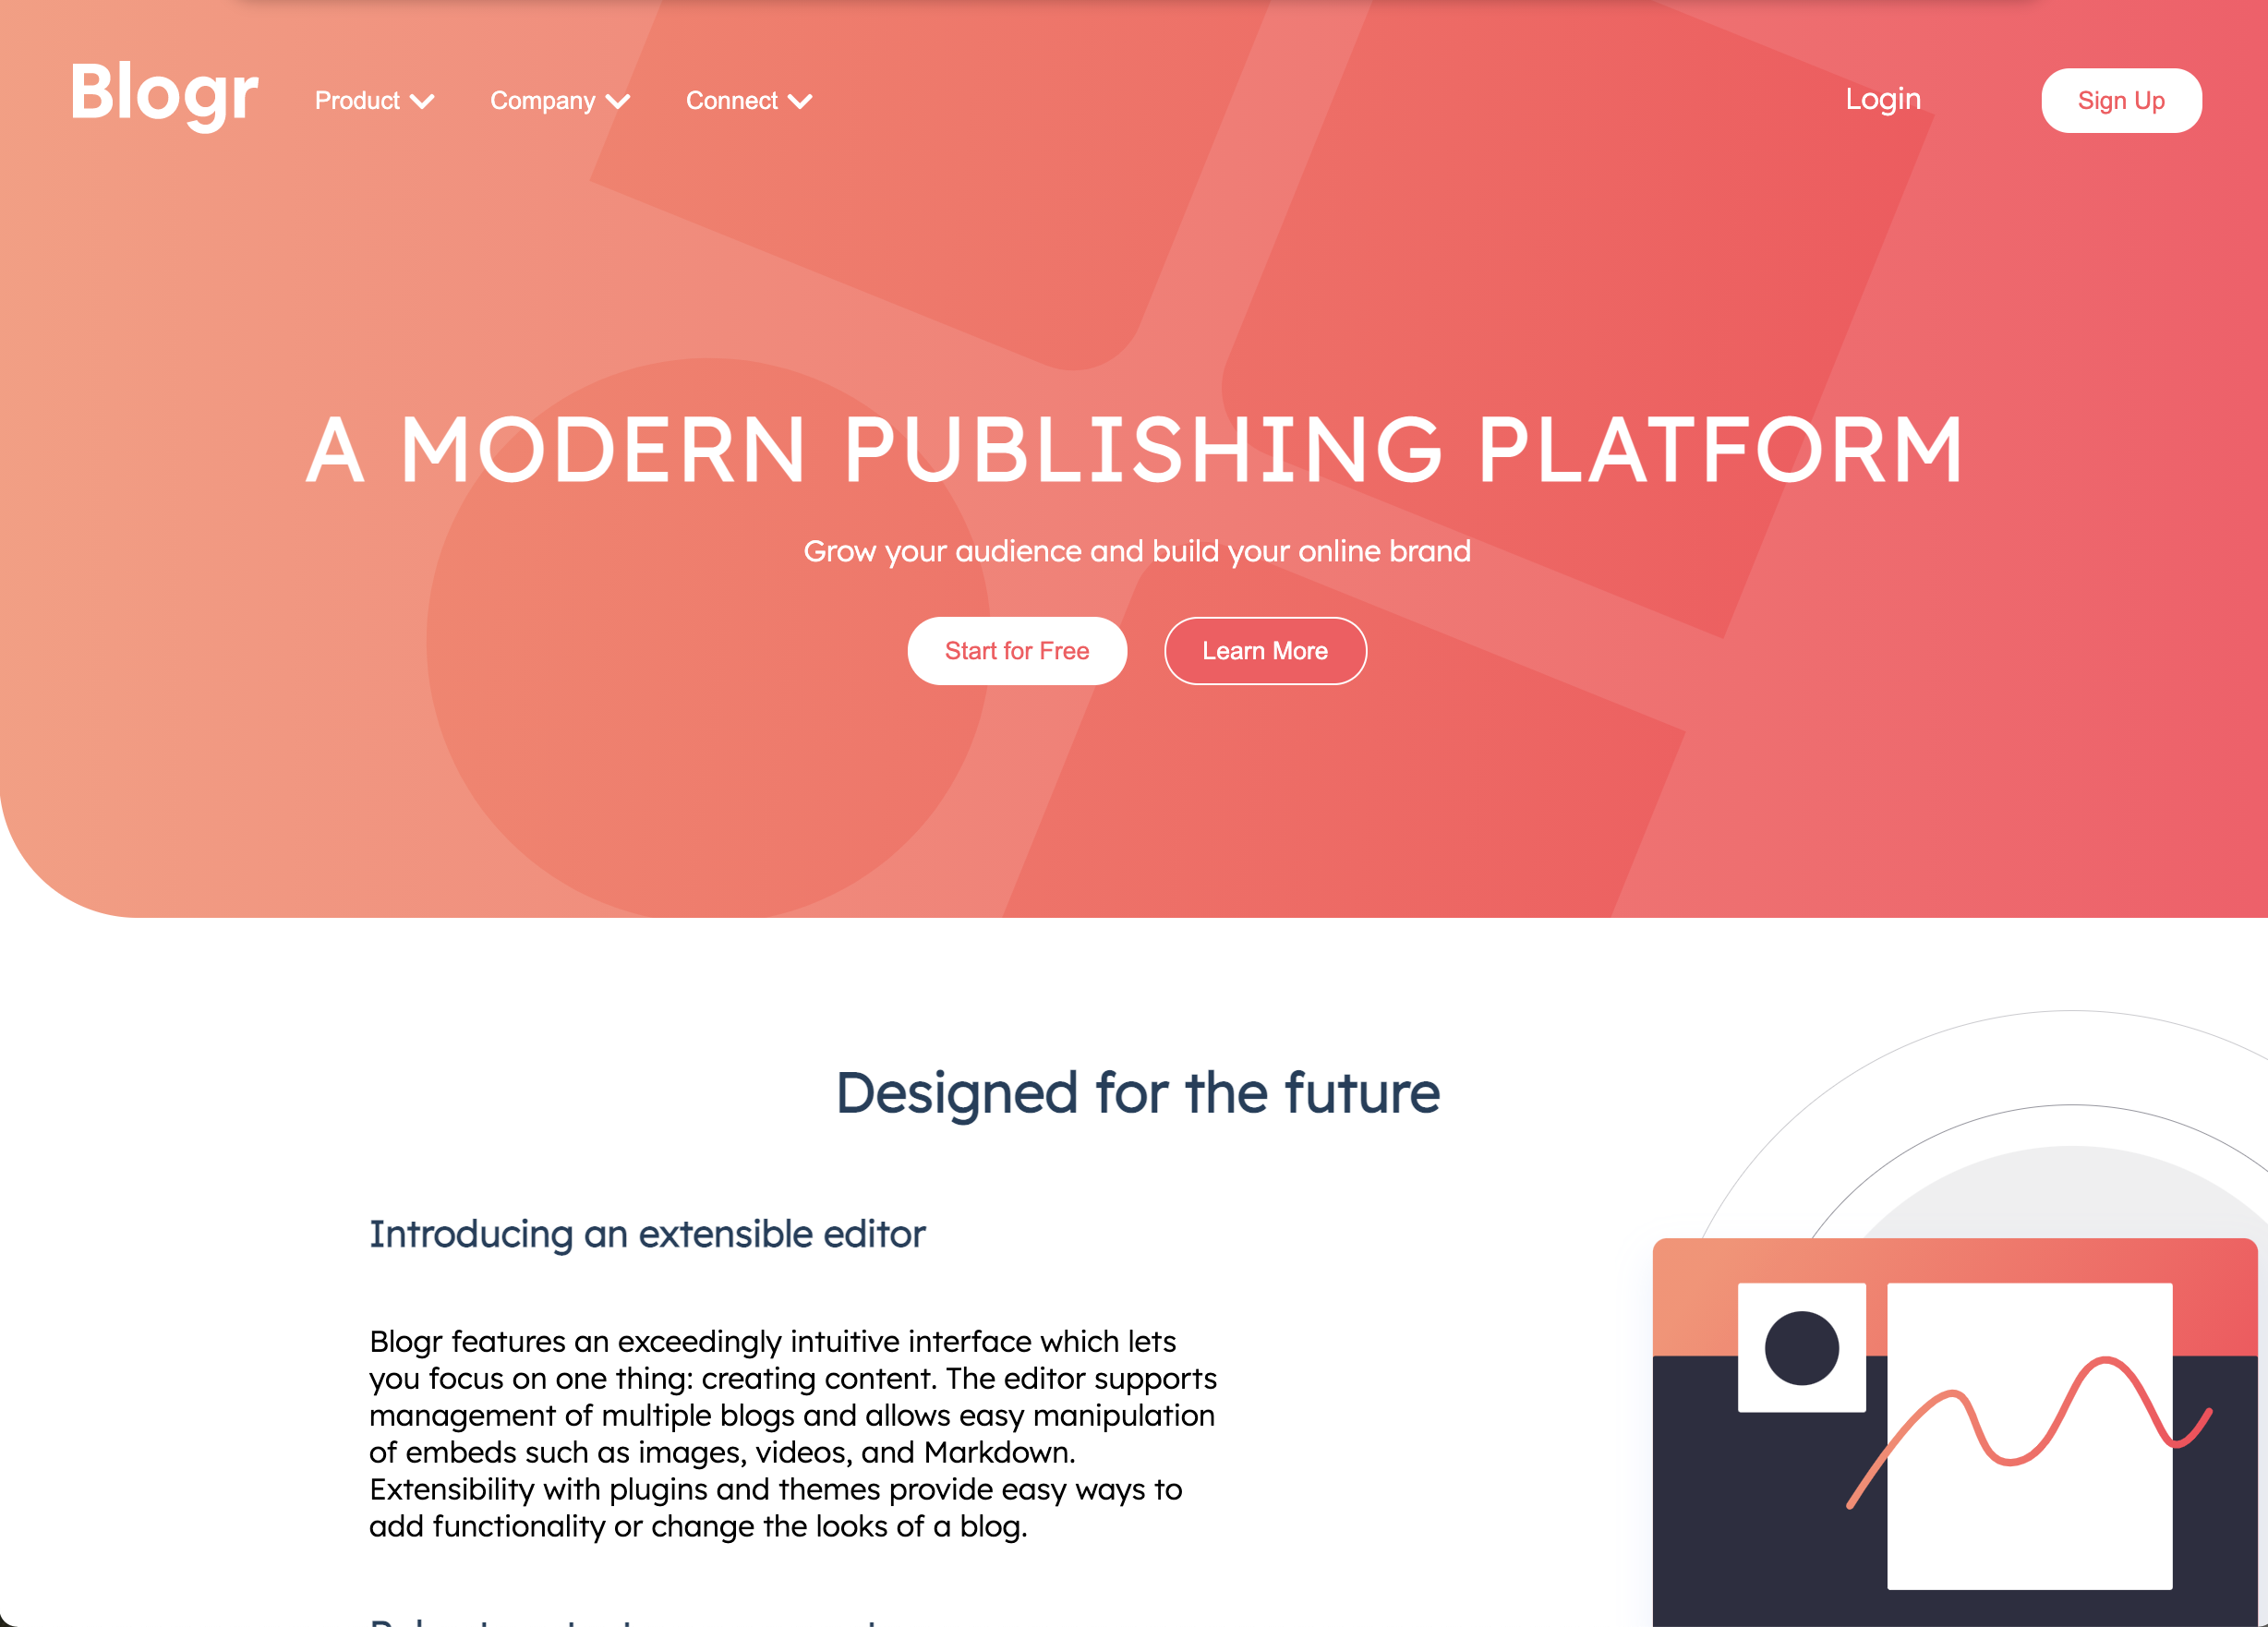 Blogr Product Company Connect Login Sign Up
A MODERN PUBLISHING PLATFORM
Grow your audience and build your online brand
Start for Free Learn More
Designed for the future
Introducing an extensible editor
Blogr features an exceedingly intuitive interface which lets
you focus on one thing: creating content. The editor supports
management of multiple blogs and allows easy manipulation
of embeds such as images, videos, and Markdown.
Extensibility with plugins and themes provide easy ways to
add functionality or change the looks of a blog.